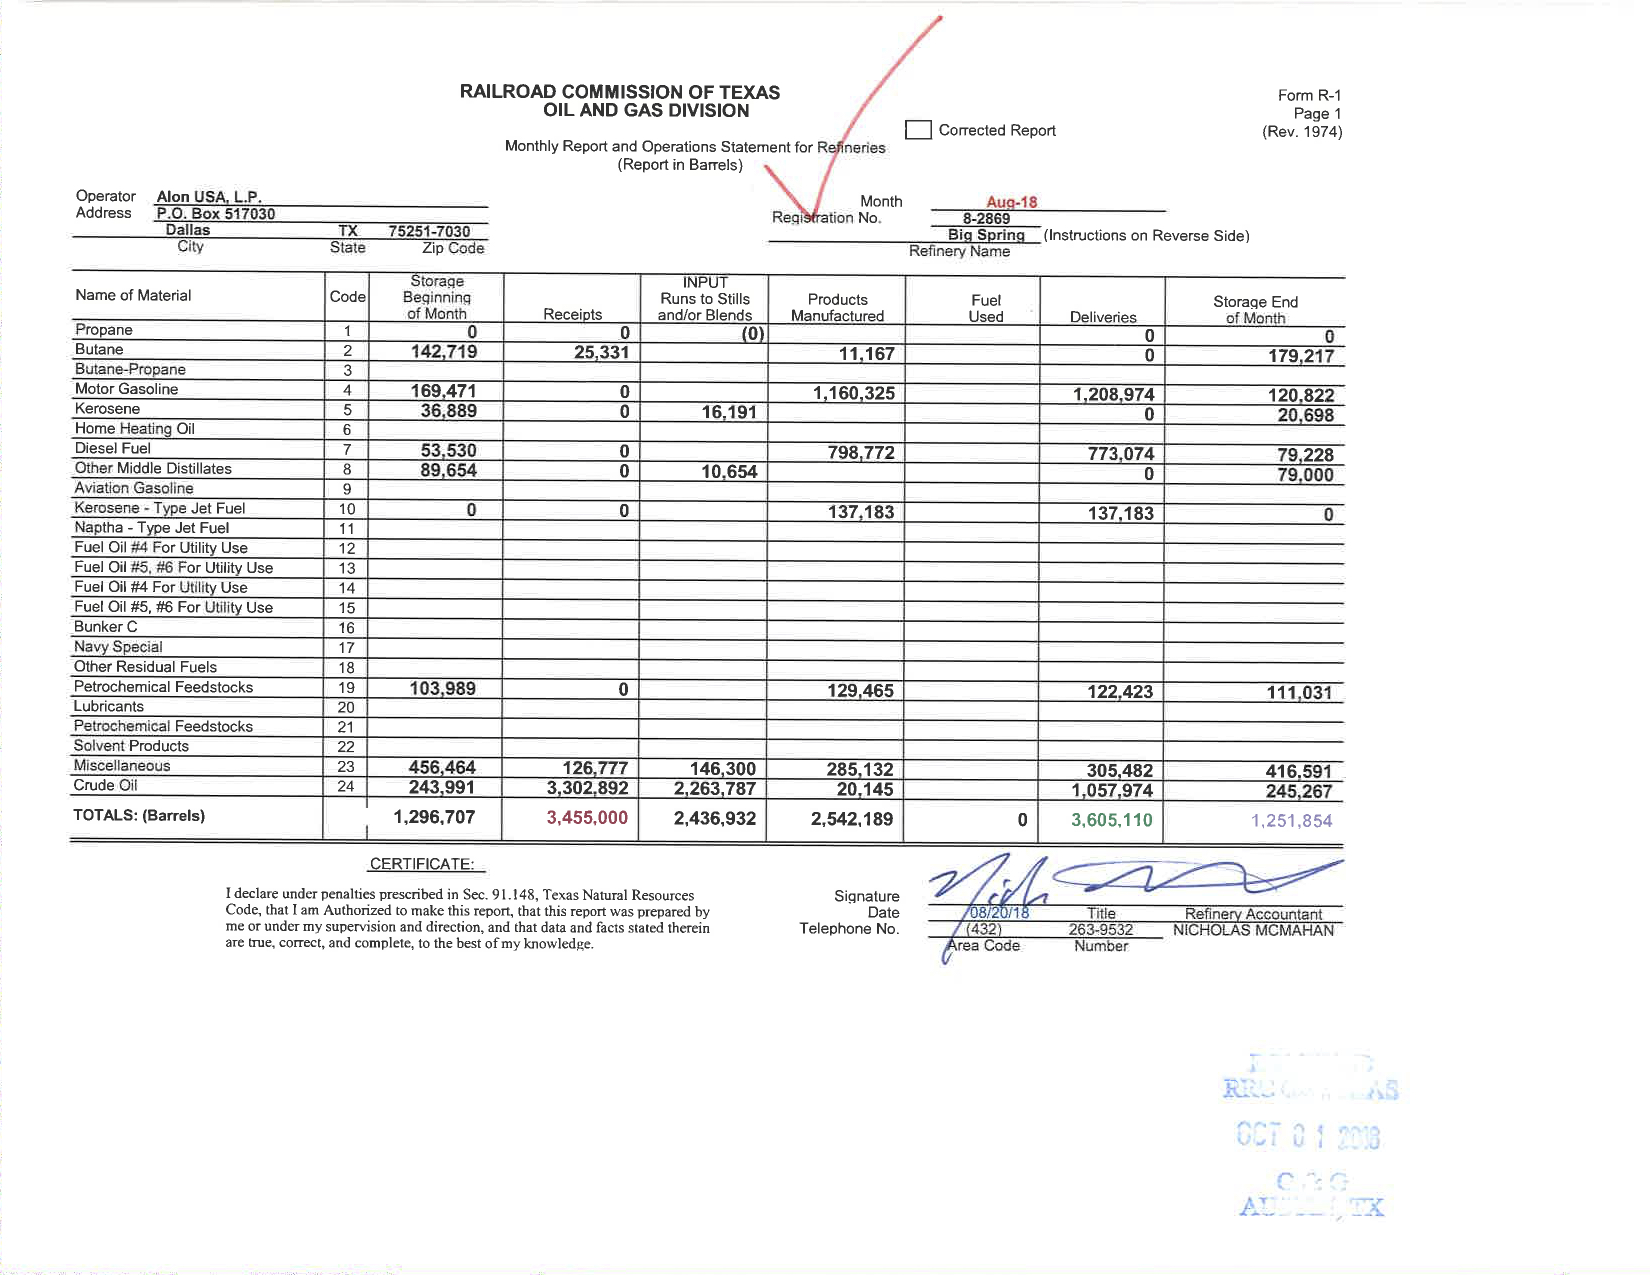 RAILROAD COMMISSION OF TEXAS
OIL AND GAS DIVISION
Form R-1
Page 1
(Rev. 1974)
Corrected Report
Monthly Report and Operations Statement for Refineries
(Report in Barrels)
Operator Alon USA, L.P.
Address P.O. Box 517030
Dallas TX 75251-7030
City State Zip Code
Month Aug-18
Registration No. 8-2869
Big Spring (Instructions on Reverse Side)
Refinery Name
Name of Material Code Storage Beginning of Month Receipts INPUT Runs to Stills and/or Blends Products Manufactured Fuel Used Deliveries Storage End of Month
Propane 1 0 0 (0) 0 0
Butane 2 142,719 25,331 11,167 0 179,217
Butane-Propane 3
Motor Gasoline 4 169,471 0 1,160,325 1,208,974 120,822
Kerosene 5 36,889 0 16,191 0 20,698
Home Heating Oil 6
Diesel Fuel 7 53,530 0 798,772 773,074 79,228
Other Middle Distillates 8 89,654 0 10,654 0 79,000
Aviation Gasoline 9
Kerosene - Type Jet Fuel 10 0 0 137,183 137,183 0
Naptha - Type Jet Fuel 11
Fuel Oil #4 For Utility Use 12
Fuel Oil #5, #6 For Utility Use 13
Fuel Oil #4 For Utility Use 14
Fuel Oil #5, #6 For Utility Use 15
Bunker C 16
Navy Special 17
Other Residual Fuels 18
Petrochemical Feedstocks 19 103,989 0 129,465 122,423 111,031
Lubricants 20
Petrochemical Feedstocks 21
Solvent Products 22
Miscellaneous 23 456,464 126,777 146,300 285,132 305,482 416,591
Crude Oil 24 243,991 3,302,892 2,263,787 20,145 1,057,974 245,267
TOTALS: (Barrels) 1,296,707 3,455,000 2,436,932 2,542,189 0 3,605,110 1,251,854
CERTIFICATE:
I declare under penalties prescribed in Sec. 91.148, Texas Natural Resources
Code, that I am Authorized to make this report, that this report was prepared by
me or under my supervision and direction, and that data and facts stated therein
are true, correct, and complete, to the best of my knowledge.
Signature
Date 08/20/18 Title Refinery Accountant
Telephone No. (432) 263-9532 NICHOLAS MCMAHAN
Area Code Number
OCT 01 2018
TX